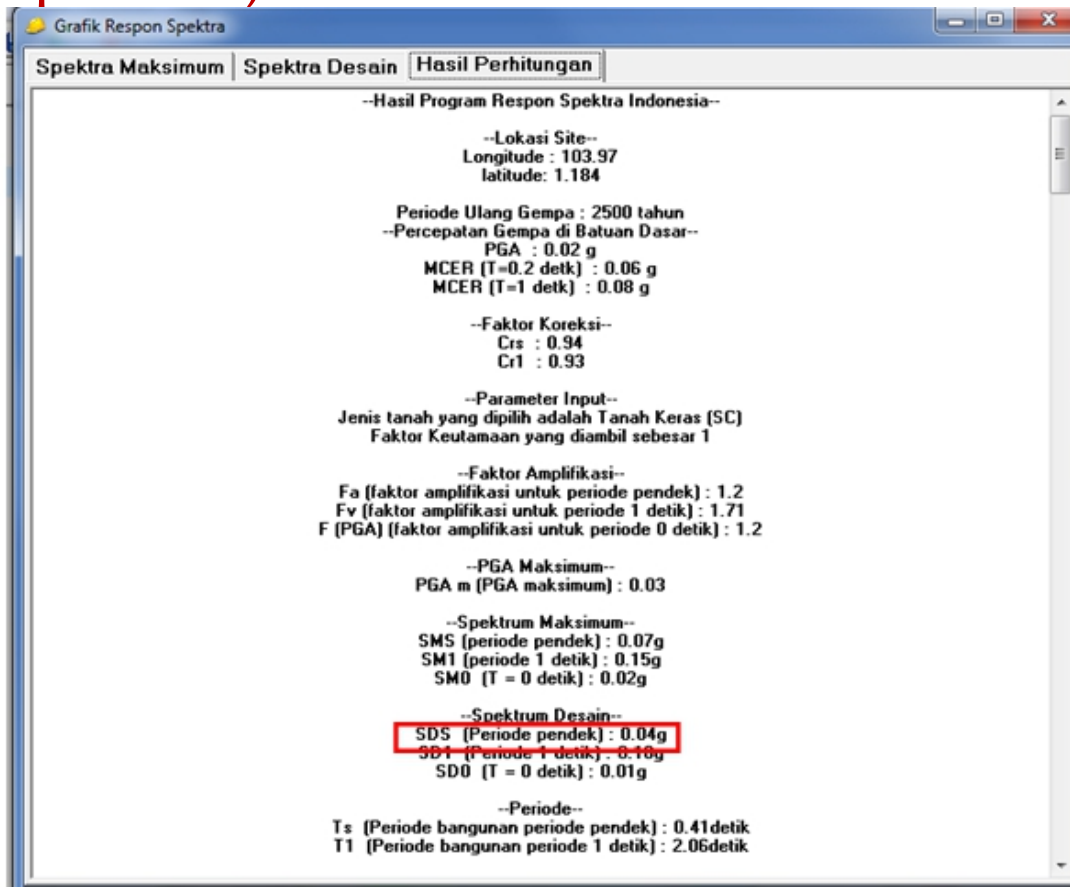 Grafik Respon Spektra
Spektra Maksimum Spektra Desain Hasil Perhitungan
--Hasil Program Respon Spektra Indonesia--
--Lokasi Site--
Longitude : 103.97
latitude: 1.184
Periode Ulang Gempa : 2500 tahun
--Percepatan Gempa di Batuan Dasar--
PGA : 0.02 g
MCER (T=0.2 detk) : 0.06 g
MCER (T=1 detk) : 0.08 g
--Faktor Koreksi--
Crs : 0.94
Cr1 : 0.93
--Parameter Input--
Jenis tanah yang dipilih adalah Tanah Keras (SC)
Faktor Keutamaan yang diambil sebesar 1
--Faktor Amplifikasi--
Fa (faktor amplifikasi untuk periode pendek) : 1.2
Fv (faktor amplifikasi untuk periode 1 detik) : 1.71
F (PGA) (faktor amplifikasi untuk periode 0 detik) : 1.2
--PGA Maksimum--
PGA m (PGA maksimum) : 0.03
--Spektrum Maksimum--
SMS (periode pendek) : 0.07g
SM1 (periode 1 detik) : 0.15g
SM0 (T = 0 detik) : 0.02g
--Spektrum Desain--
SDS (Periode pendek) : 0.04g
SD1 (Periode 1 detik) : 0.10g
SD0 (T = 0 detik) : 0.01g
--Periode--
Ts (Periode bangunan periode pendek) : 0.41detik
T1 (Periode bangunan periode 1 detik) : 2.06detik